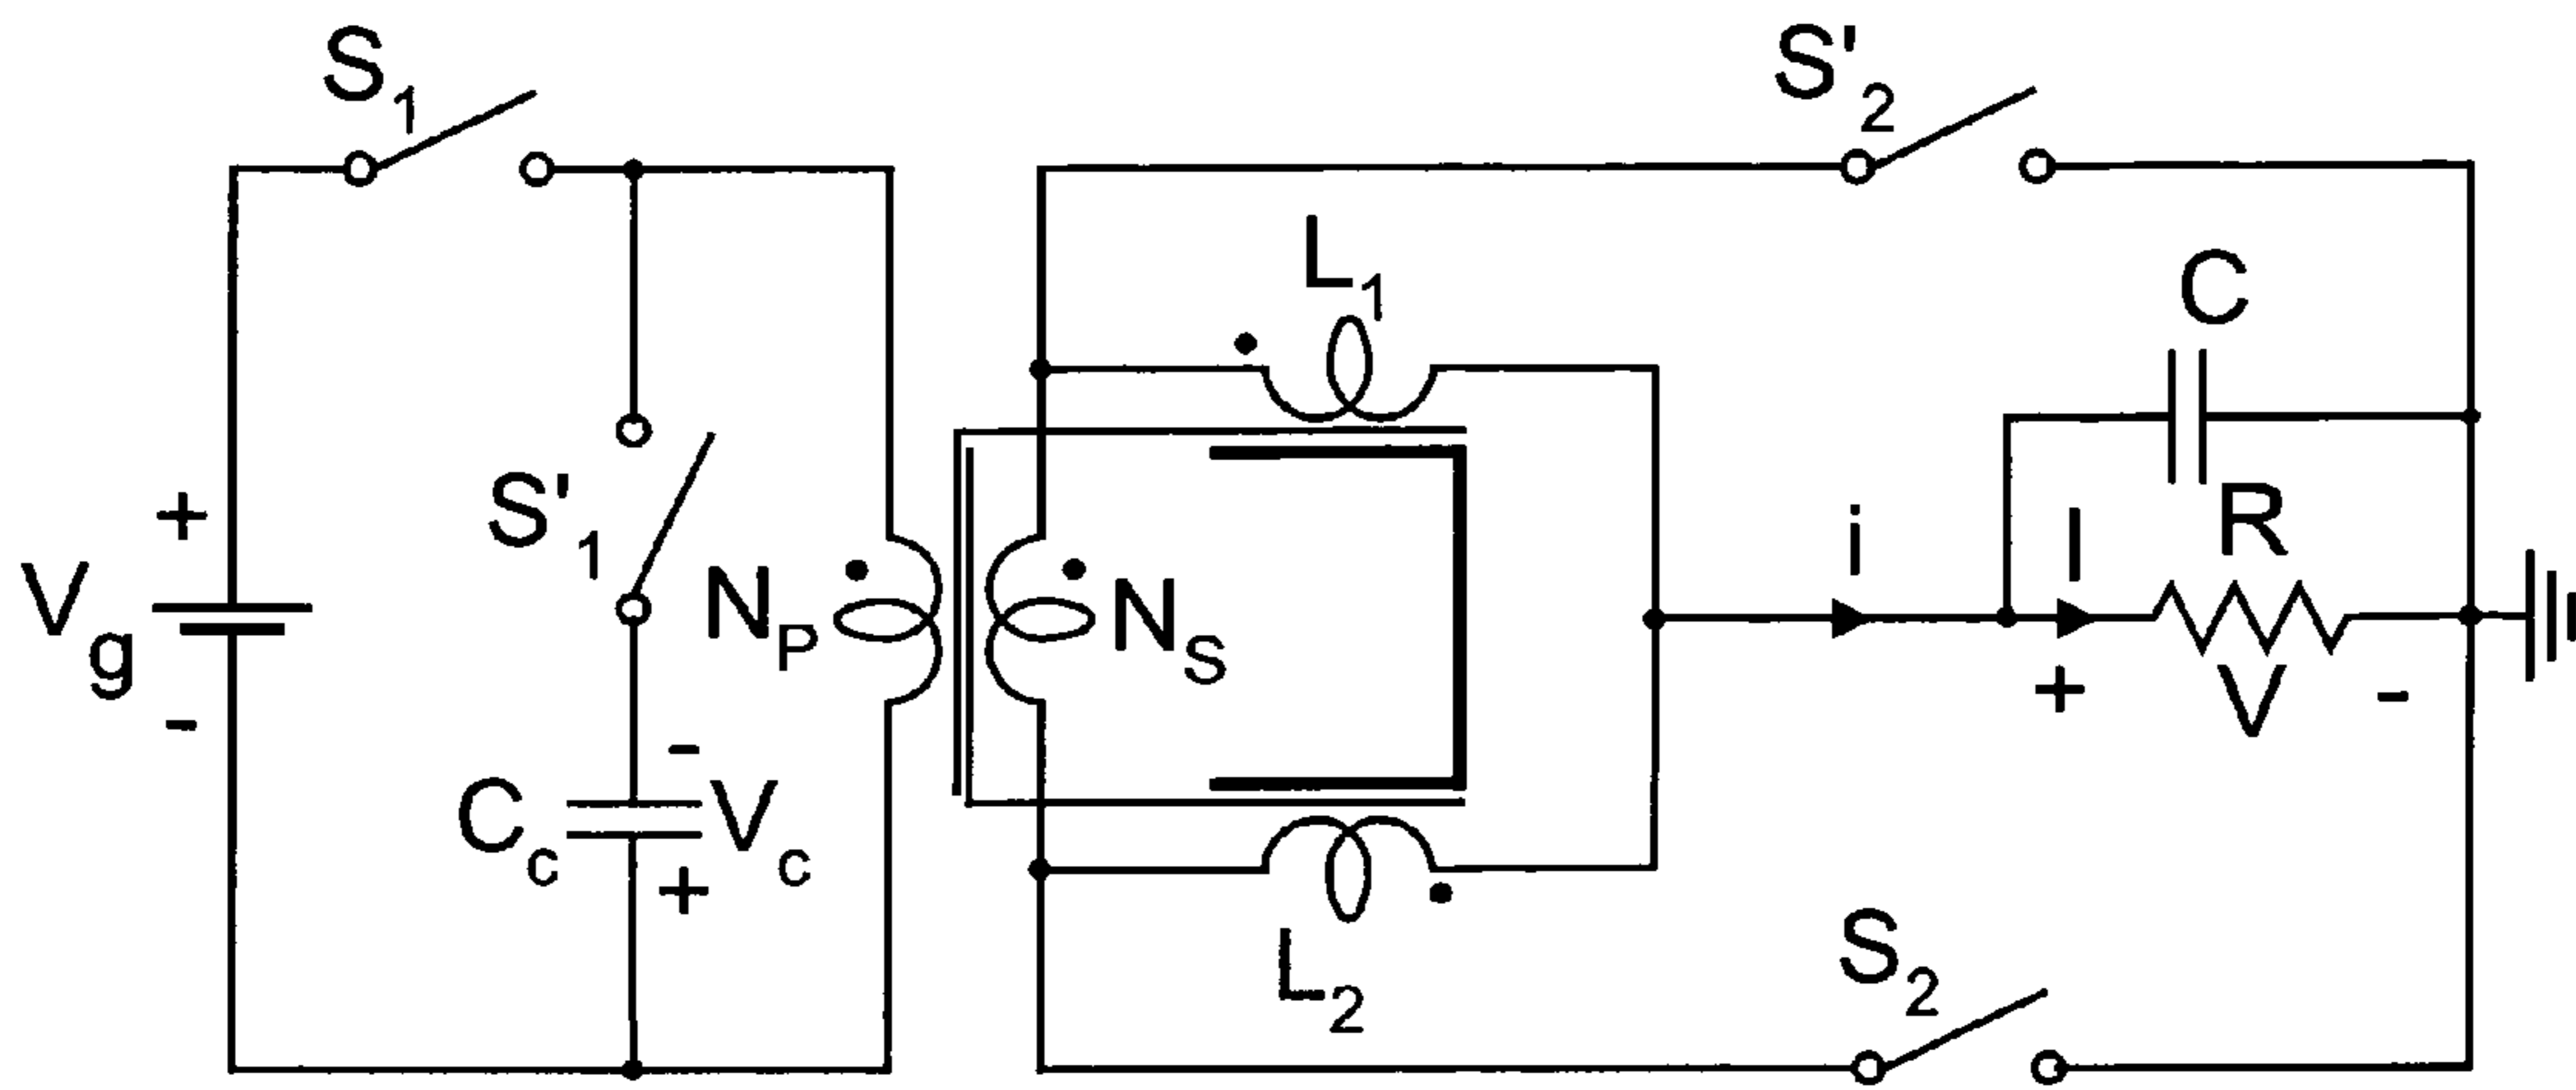 S1
S'2
L1
C
S'1
+
Vg
-
NP
NS
i
I
R
+
V
-
-
Cc
Vc
+
L2
S2